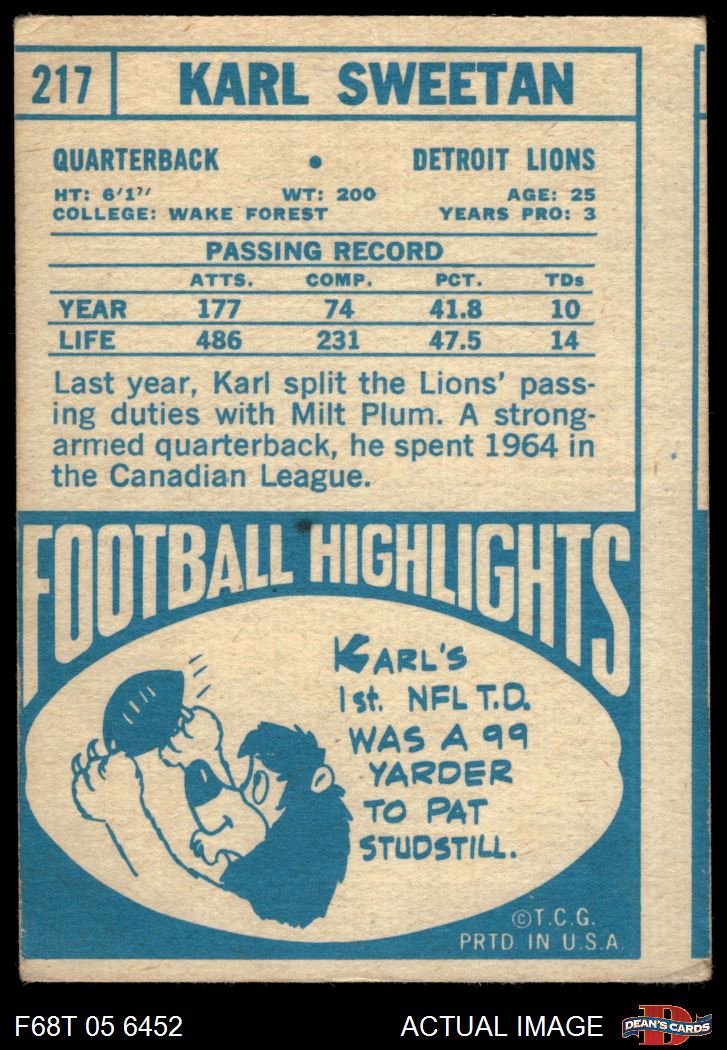 217 KARL SWEETAN
QUARTERBACK • DETROIT LIONS
HT: 6'1" WT: 200 AGE: 25
COLLEGE: WAKE FOREST YEARS PRO: 3
PASSING RECORD
ATTS. COMP. PCT. TDs
YEAR 177 74 41.8 10
LIFE 486 231 47.5 14
Last year, Karl split the Lions' pass-
ing duties with Milt Plum. A strong-
armed quarterback, he spent 1964 in
the Canadian League.
FOOTBALL HIGHLIGHTS
KARL'S
1st. NFL T.D.
WAS A 99
YARDER
TO PAT
STUDSTILL.
©T.C.G.
PRTD IN U.S.A.
F68T 05 6452 ACTUAL IMAGE DEAN'S CARDS